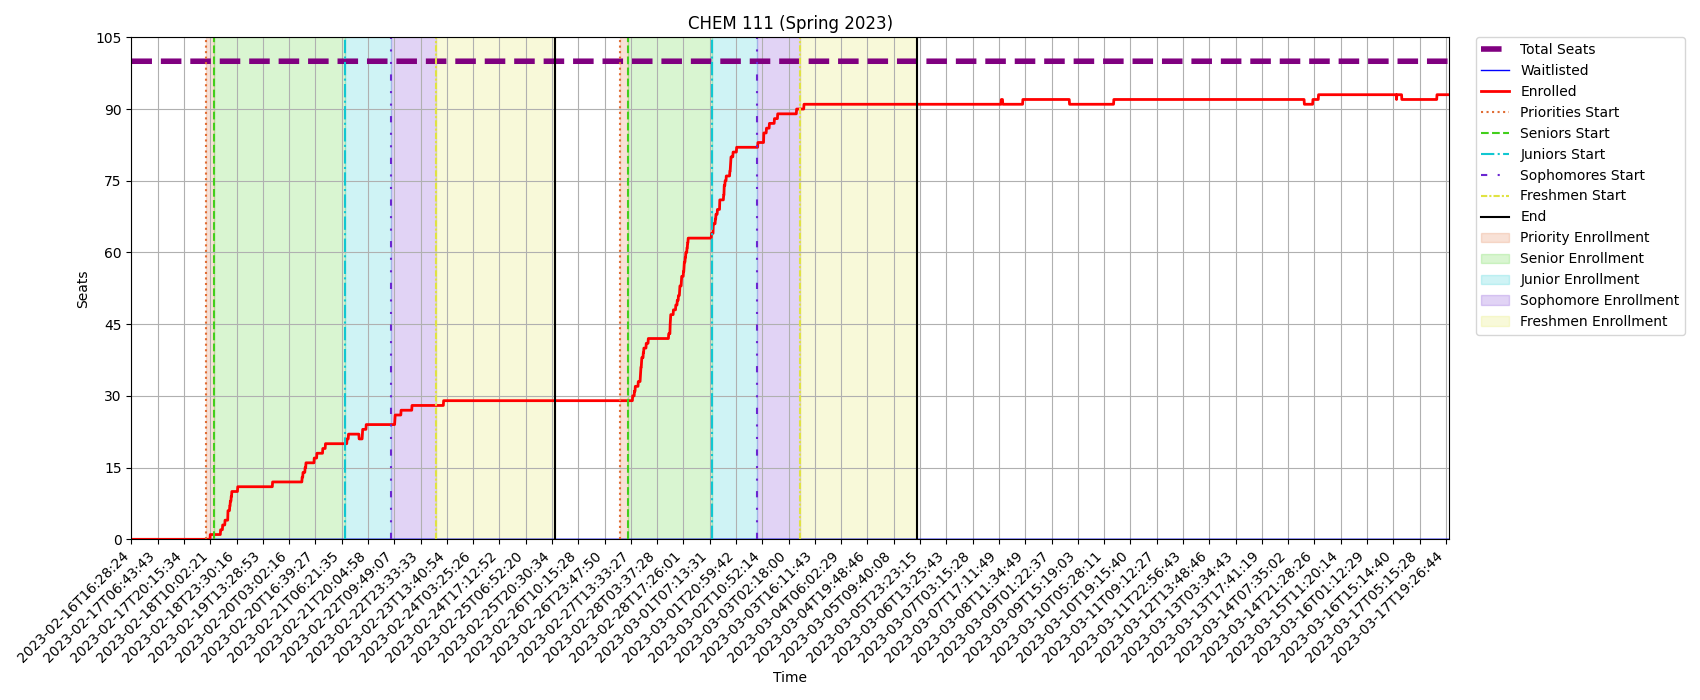 CHEM 111 (Spring 2023)
105
90
75
60
45
30
15
0
Seats
2023-02-16T16:28:24
2023-02-17T06:43:43
2023-02-17T20:15:34
2023-02-18T10:02:21
2023-02-18T23:30:16
2023-02-19T13:28:53
2023-02-20T03:02:16
2023-02-20T16:39:27
2023-02-21T06:21:35
2023-02-21T20:04:58
2023-02-22T09:49:07
2023-02-22T23:33:33
2023-02-23T13:40:54
2023-02-24T03:25:26
2023-02-24T17:12:52
2023-02-25T06:52:20
2023-02-25T20:30:34
2023-02-26T10:15:28
2023-02-26T23:47:50
2023-02-27T13:33:27
2023-02-28T03:37:28
2023-02-28T17:26:01
2023-03-01T07:13:31
2023-03-01T20:59:42
2023-03-02T10:52:14
2023-03-03T02:18:00
2023-03-03T16:11:43
2023-03-04T06:02:29
2023-03-04T19:48:46
2023-03-05T09:40:08
2023-03-05T23:23:15
2023-03-06T13:25:43
2023-03-07T03:15:28
2023-03-07T17:11:49
2023-03-08T11:34:49
2023-03-09T01:22:37
2023-03-09T15:19:03
2023-03-10T05:28:11
2023-03-10T19:15:40
2023-03-11T09:12:27
2023-03-11T22:56:43
2023-03-12T13:48:46
2023-03-13T03:34:43
2023-03-13T17:41:19
2023-03-14T07:35:02
2023-03-14T21:28:26
2023-03-15T11:20:14
2023-03-16T01:12:29
2023-03-16T15:14:40
2023-03-17T05:15:28
2023-03-17T19:26:44
Time
Total Seats
Waitlisted
Enrolled
Priorities Start
Seniors Start
Juniors Start
Sophomores Start
Freshmen Start
End
Priority Enrollment
Senior Enrollment
Junior Enrollment
Sophomore Enrollment
Freshmen Enrollment